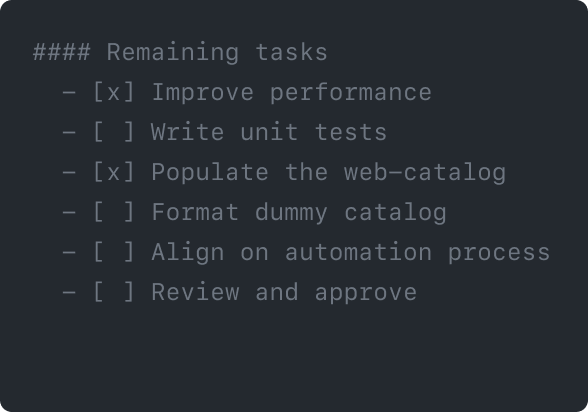 #### Remaining tasks
- [x] Improve performance
- [ ] Write unit tests
- [x] Populate the web-catalog
- [ ] Format dummy catalog
- [ ] Align on automation process
- [ ] Review and approve